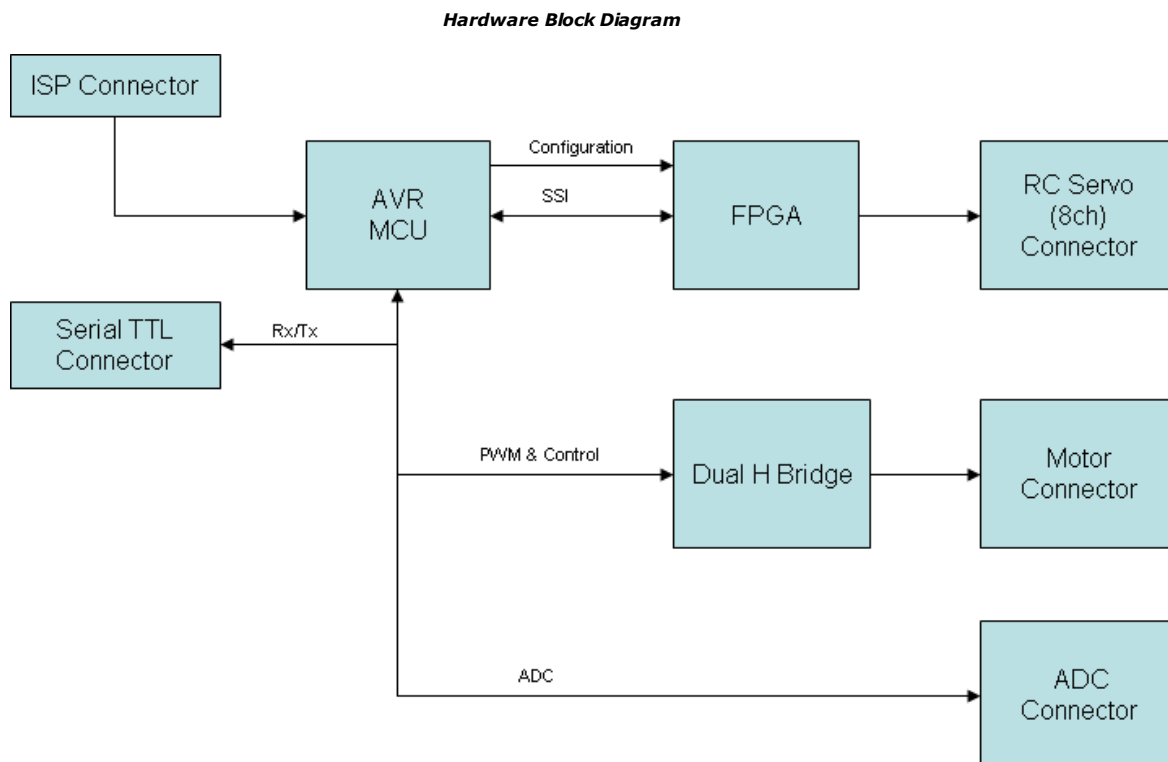 Hardware Block Diagram
ISP Connector
AVR
MCU
Configuration
SSI
FPGA
RC Servo
(8ch)
Connector
Serial TTL
Connector
Rx/Tx
PWM & Control
Dual H Bridge
Motor
Connector
ADC
ADC
Connector